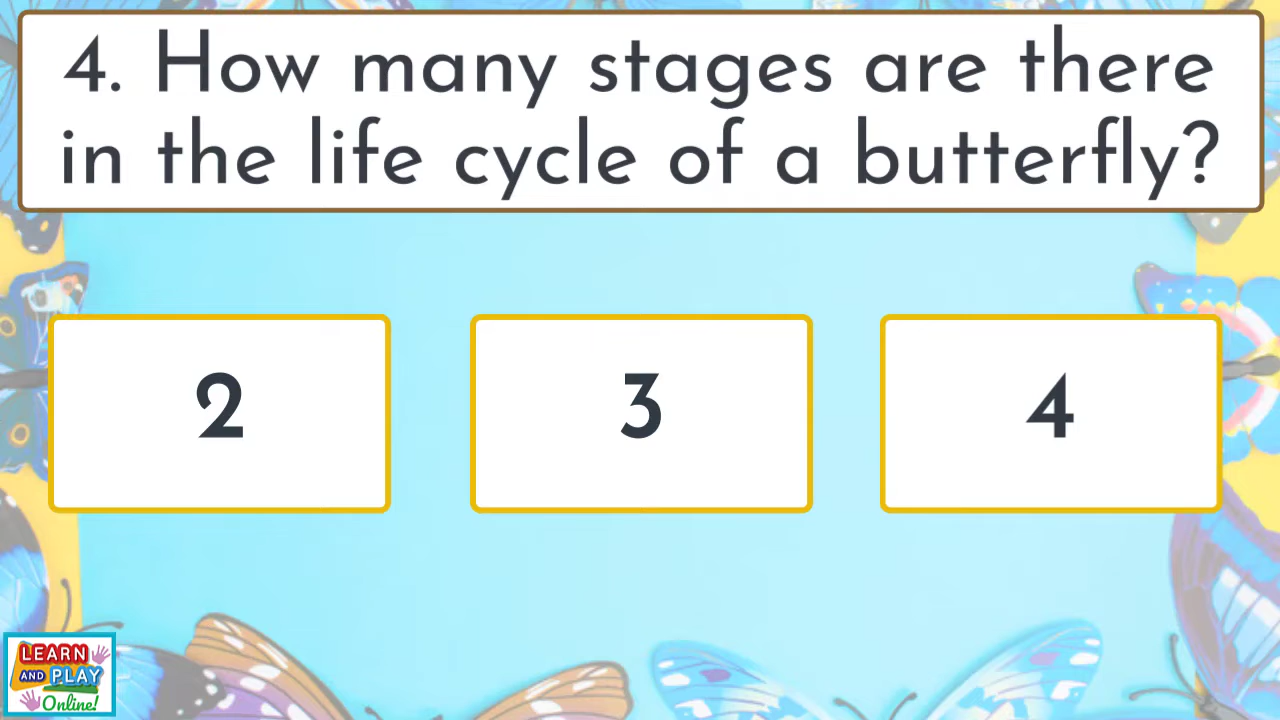 4. How many stages are there
in the life cycle of a butterfly?
2
3
4
LEARN
AND PLAY
Online!